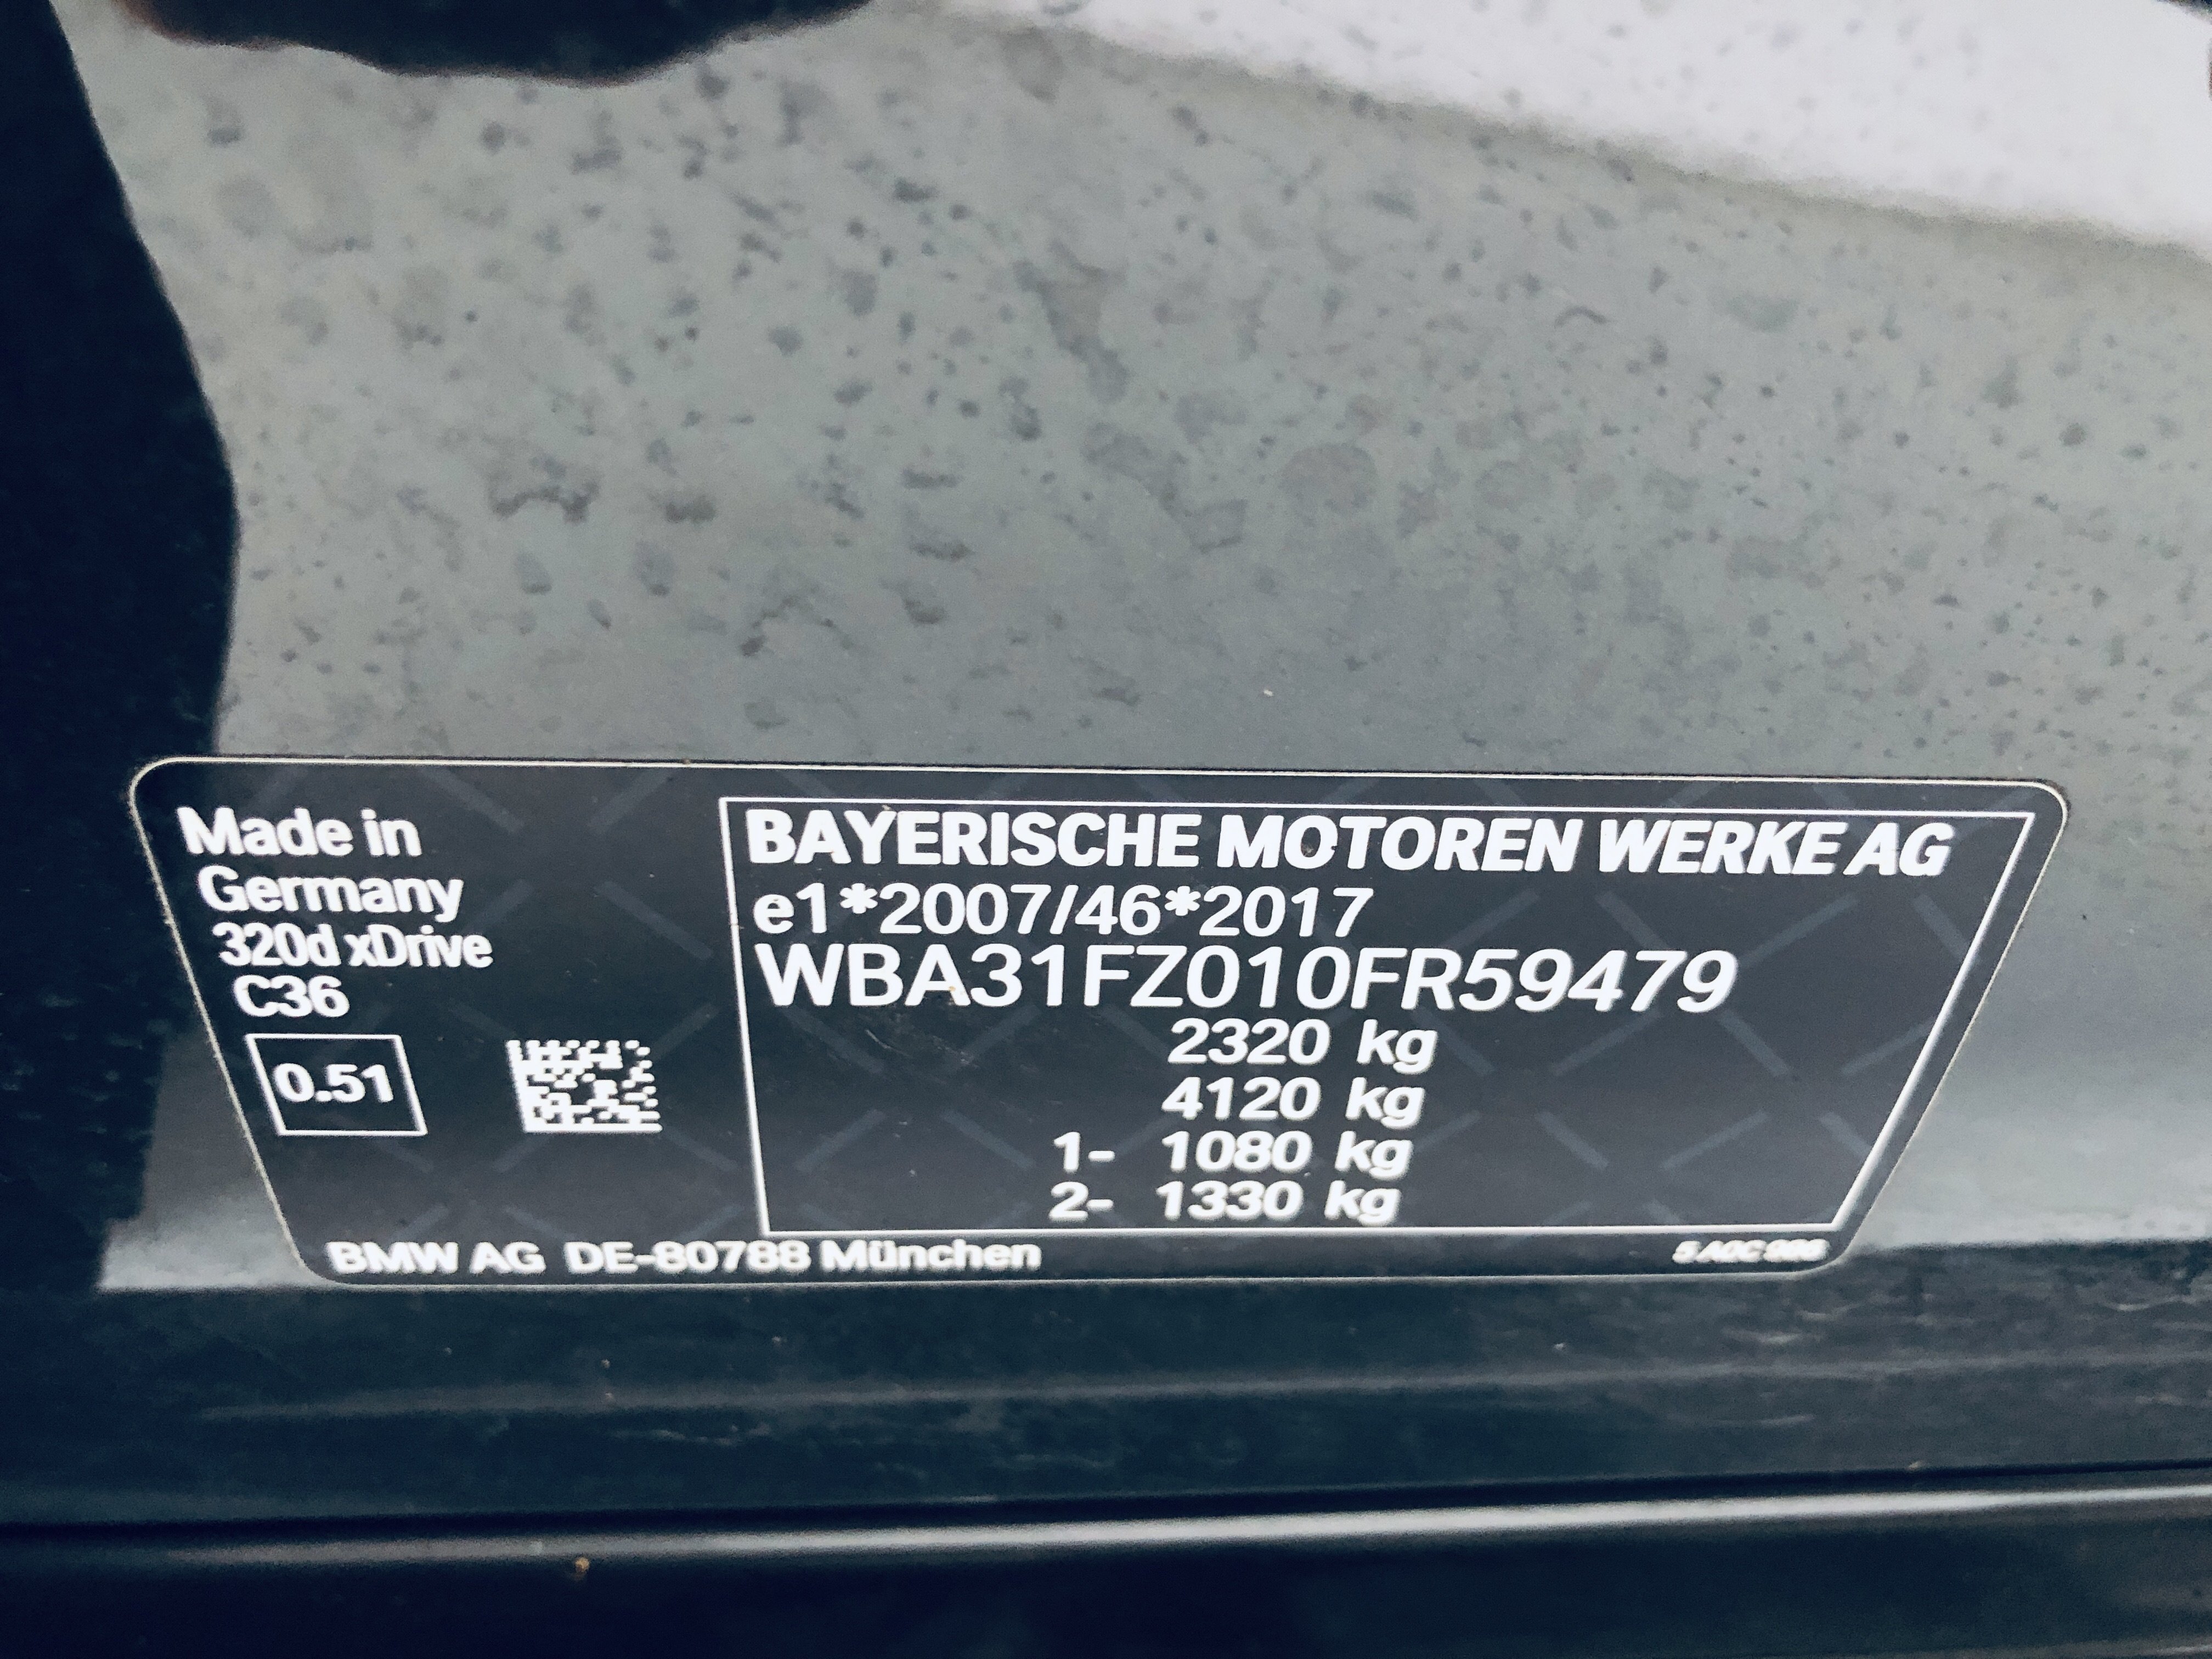 Made in
Germany
320d xDrive
C36
0.51
BAYERISCHE MOTOREN WERKE AG
e1*2007/46*2017
WBA31FZ010FR59479
2320 kg
4120 kg
1- 1080 kg
2- 1330 kg
BMW AG DE-80788 München